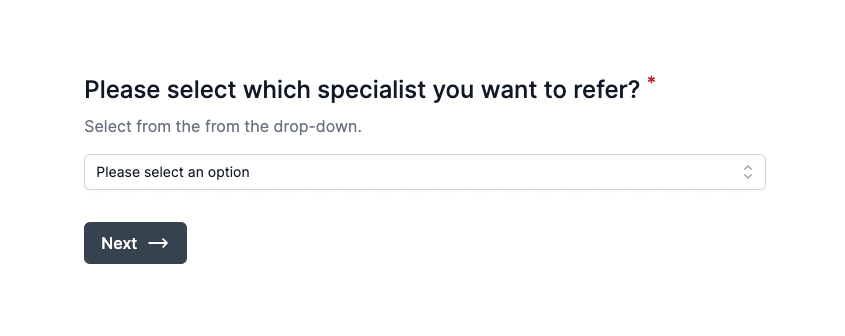 Please select which specialist you want to refer? *
Select from the from the drop-down.
Please select an option
Next →